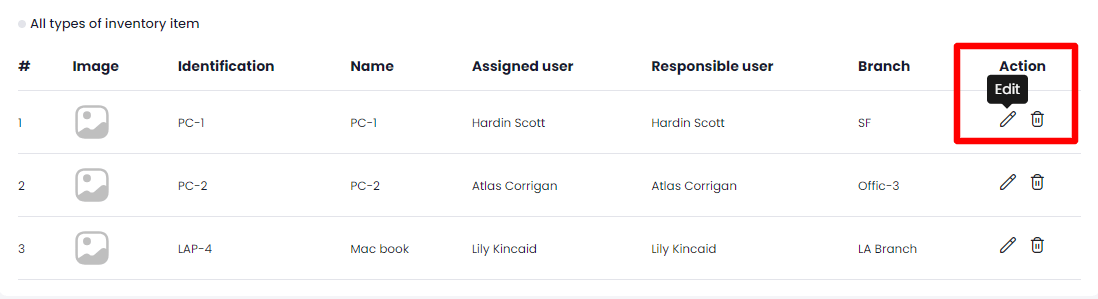 All types of inventory item
# Image Identification Name Assigned user Responsible user Branch Action
Edit
1 PC-1 PC-1 Hardin Scott Hardin Scott SF
2 PC-2 PC-2 Atlas Corrigan Atlas Corrigan Offic-3
3 LAP-4 Mac book Lily Kincaid Lily Kincaid LA Branch